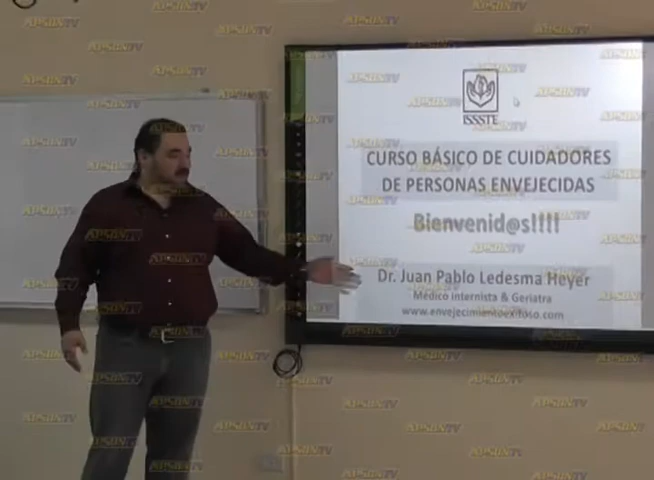 ISSSTE
CURSO BÁSICO DE CUIDADORES
DE PERSONAS ENVEJECIDAS
Bienvenid@s!!!!
Dr. Juan Pablo Ledesma Heyer
Médico internista & Geriatra
www.envejecimientoexitoso.com